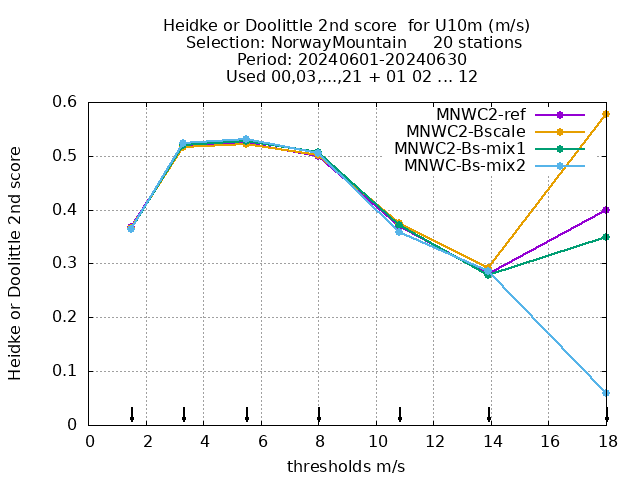 Heidke or Doolittle 2nd score  for U10m (m/s)
Selection: NorwayMountain     20 stations
Period: 20240601-20240630
Used 00,03,...,21 + 01 02 ... 12
MNWC2-ref
MNWC2-Bscale
MNWC2-Bs-mix1
MNWC-Bs-mix2
Heidke or Doolittle 2nd score
0.6
0.5
0.4
0.3
0.2
0.1
0
0 2 4 6 8 10 12 14 16 18
thresholds m/s